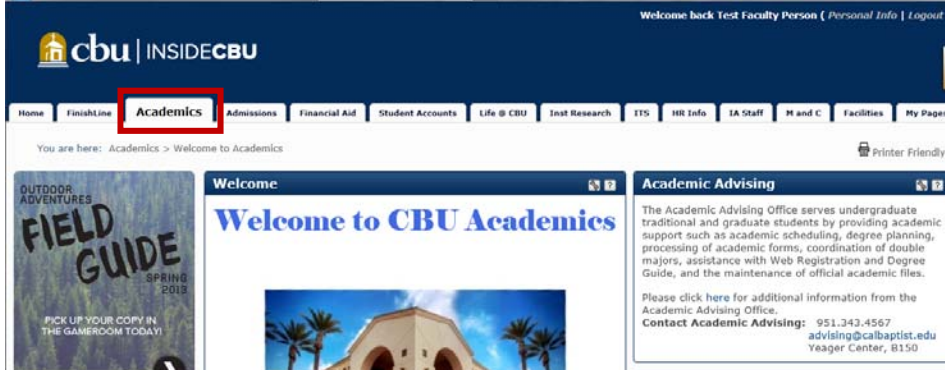 Welcome back Test Faculty Person ( Personal Info | Logout
cbu | INSIDECBU
Home FinishLine Academics Admissions Financial Aid Student Accounts Life @ CBU Inst Research ITS HR Info IA Staff M and C Facilities My Pages
You are here: Academics > Welcome to Academics
Printer Friendly
OUTDOOR
ADVENTURES
FIELD
GUIDE
SPRING
2013
PICK UP YOUR COPY IN
THE GAMEROOM TODAY!
Welcome
Welcome to CBU Academics
Academic Advising
The Academic Advising Office serves undergraduate
traditional and graduate students by providing academic
support such as academic scheduling, degree planning,
processing of academic forms, coordination of double
majors, assistance with Web Registration and Degree
Guide, and the maintenance of official academic files.
Please click here for additional information from the
Academic Advising Office.
Contact Academic Advising: 951.343.4567
advising@calbaptist.edu
Yeager Center, B150